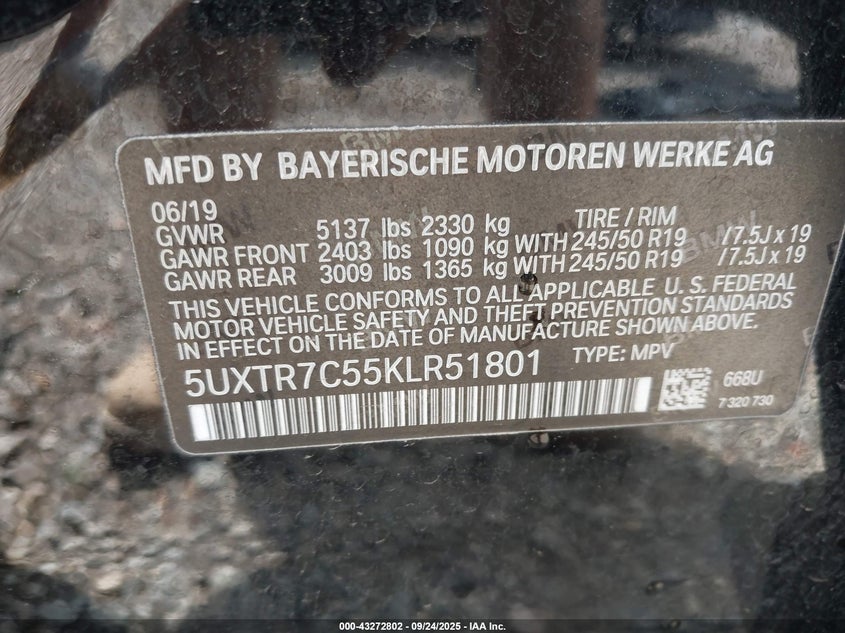 MFD BY BAYERISCHE MOTOREN WERKE AG
06/19
GVWR 5137 lbs 2330 kg TIRE / RIM
GAWR FRONT 2403 lbs 1090 kg WITH 245/50 R19 /7.5J x 19
GAWR REAR 3009 lbs 1365 kg WITH 245/50 R19 /7.5J x 19
THIS VEHICLE CONFORMS TO ALL APPLICABLE U. S. FEDERAL
MOTOR VEHICLE SAFETY AND THEFT PREVENTION STANDARDS
IN EFFECT ON THE DATE OF MANUFACTURE SHOWN ABOVE.
5UXTR7C55KLR51801 TYPE: MPV
668U
7 320 730
000-43272802 - 09/24/2025 - IAA Inc.